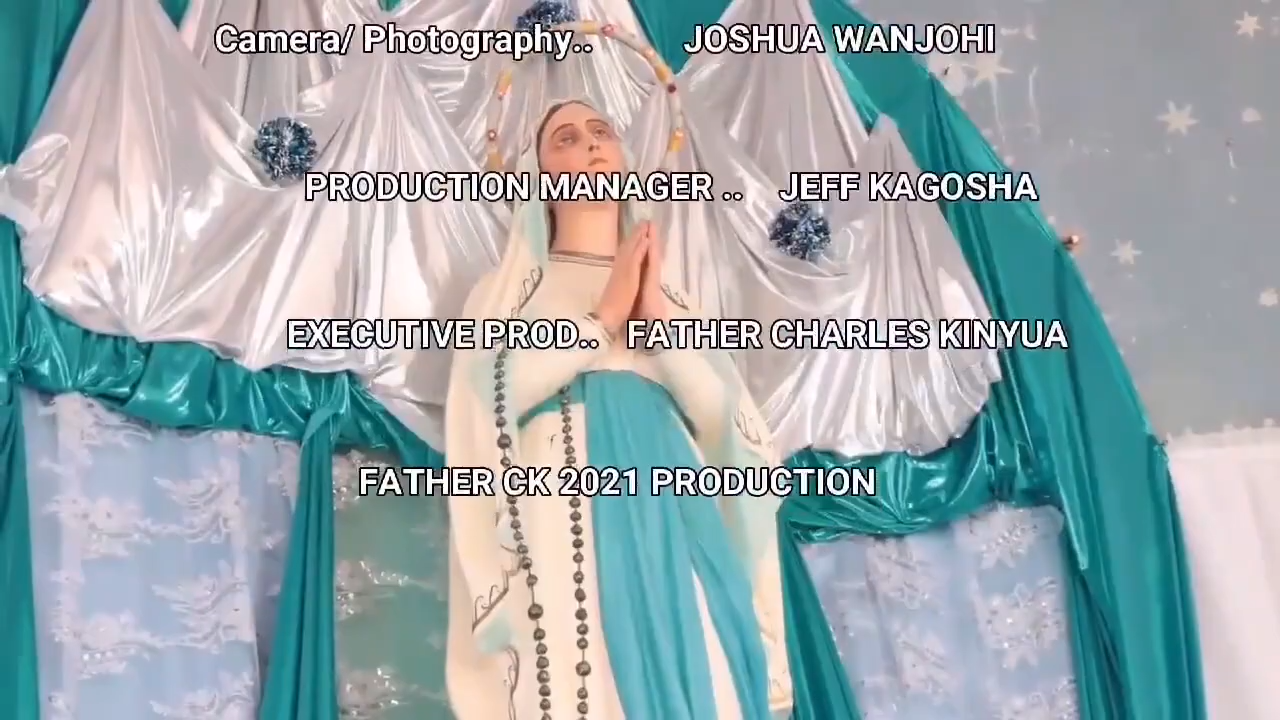 Camera/ Photography.. JOSHUA WANJOHI
PRODUCTION MANAGER .. JEFF KAGOSHA
EXECUTIVE PROD.. FATHER CHARLES KINYUA
FATHER CK 2021 PRODUCTION